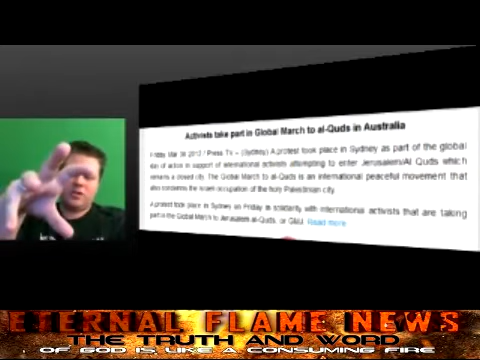 Activists take part in Global March to al-Quds in Australia
Friday Mar 30 2012 / Press TV – (Sydney) A protest took place in Sydney as part of the global
day of action in support of international activists attempting to enter Jerusalem/Al Quds which
remains a closed city. The Global March to al-Quds is an international peaceful movement that
also condemns the Israeli occupation of the holy Palestinian city.
A protest took place in Sydney on Friday in solidarity with international activists that are taking
part in the Global March to Jerusalem al-Quds, or GMJ. Read more
ETERNAL FLAME NEWS
THE TRUTH AND WORD
OF GOD IS LIKE A CONSUMING FIRE